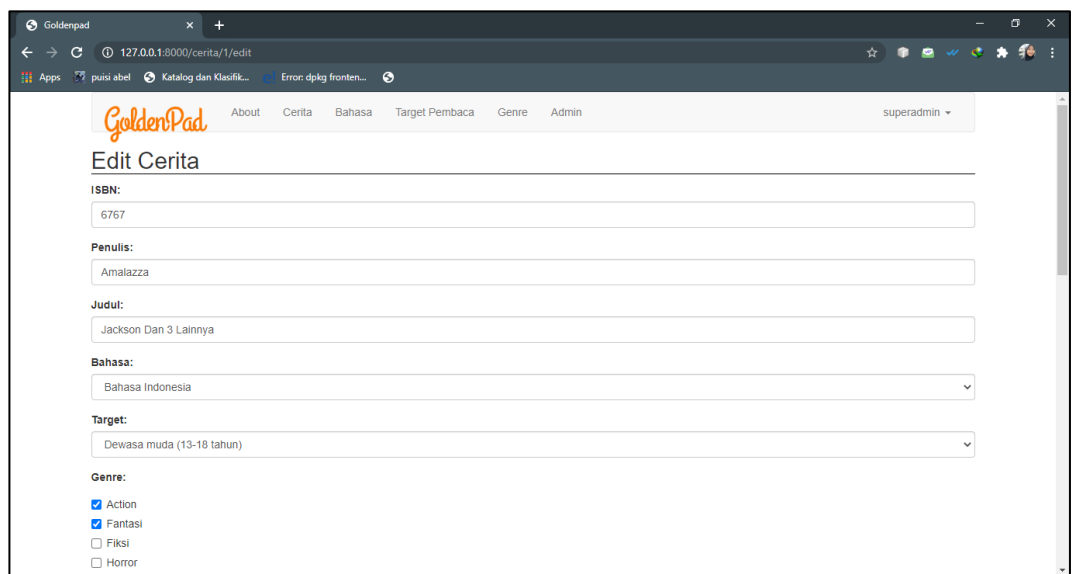 Goldenpad
127.0.0.1:8000/cerita/1/edit
Apps puisi abel Katalog dan Klasifik... Error: dpkg fronten...
GoldenPad About Cerita Bahasa Target Pembaca Genre Admin superadmin
Edit Cerita
ISBN:
6767
Penulis:
Amalazza
Judul:
Jackson Dan 3 Lainnya
Bahasa:
Bahasa Indonesia
Target:
Dewasa muda (13-18 tahun)
Genre:
Action
Fantasi
Fiksi
Horror